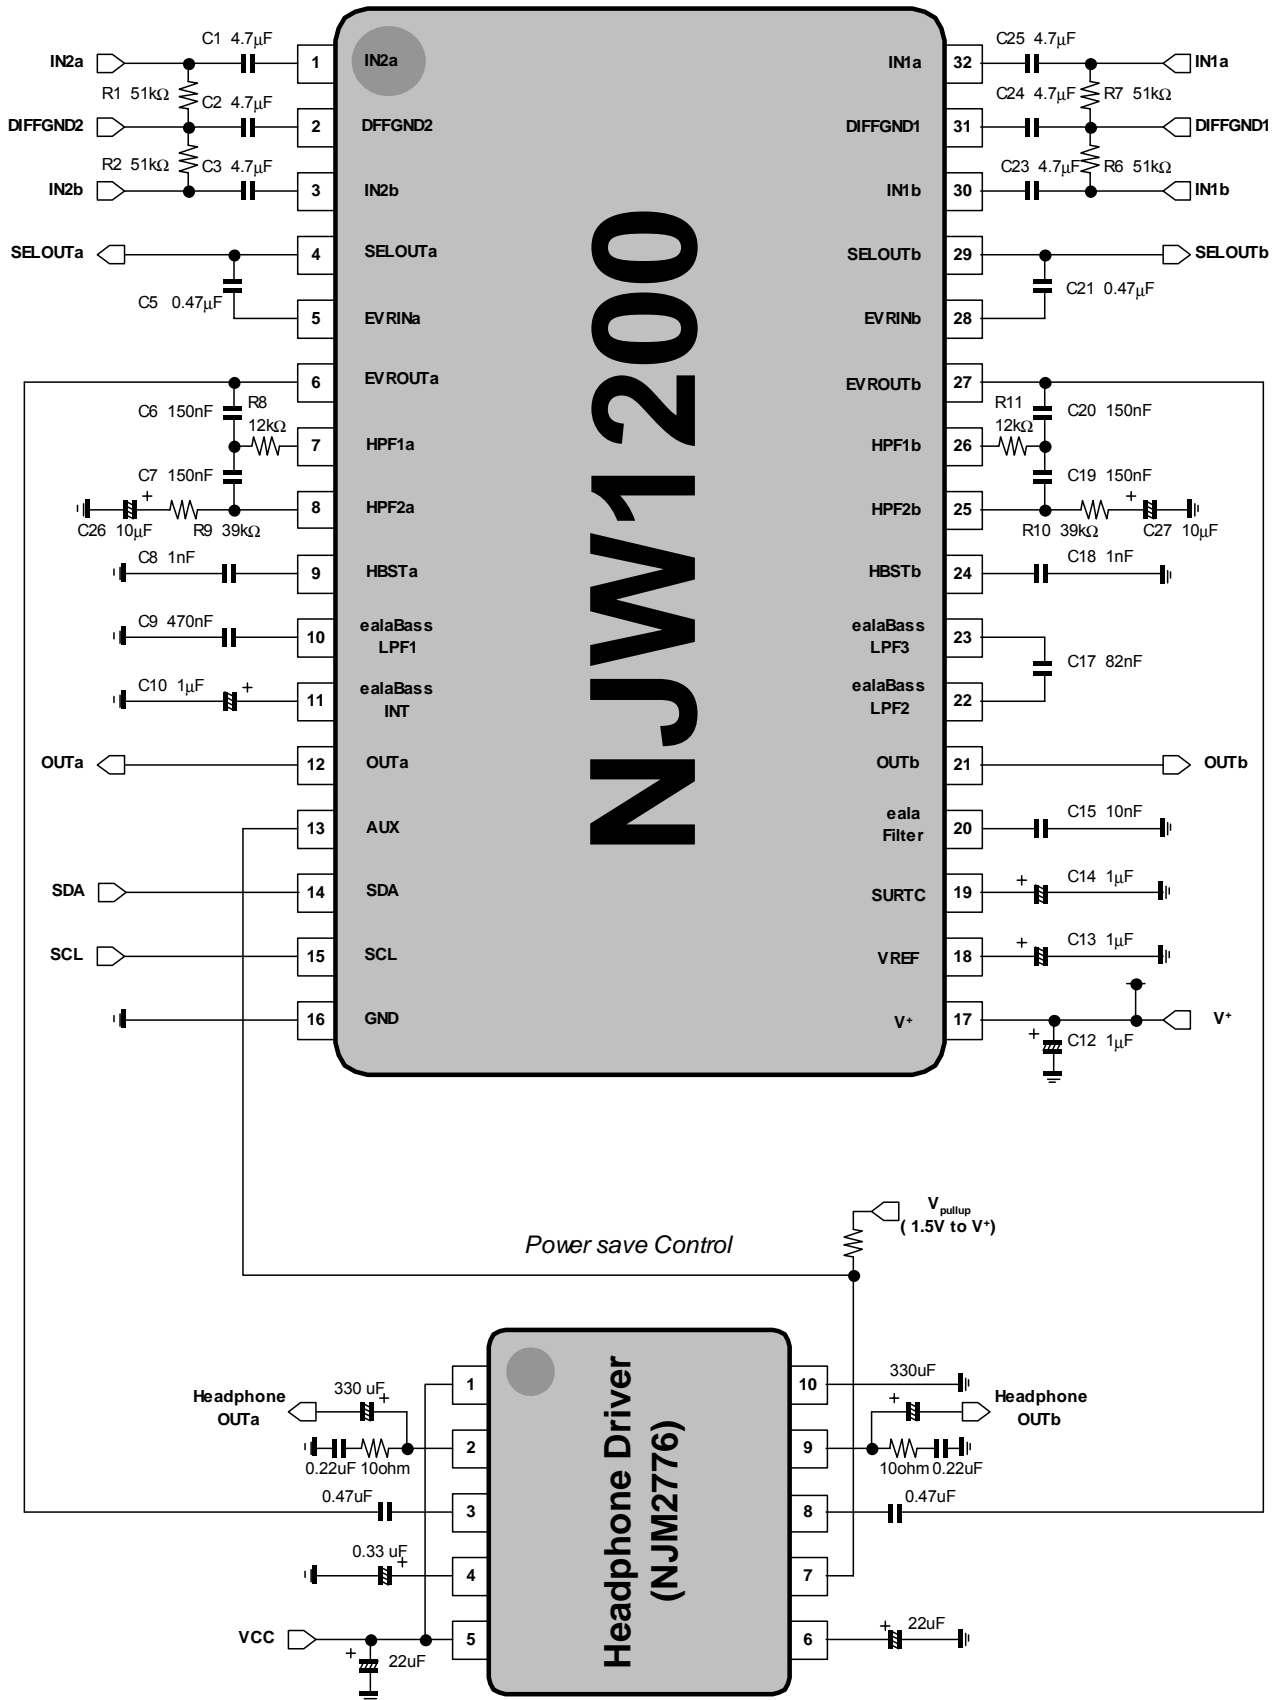 C1 4.7µF
IN2a
1
IN2a
R1 51kΩ
C2 4.7µF
DIFFGND2
2
DFFGND2
R2 51kΩ
C3 4.7µF
IN2b
3
IN2b
SELOUTa
4
SELOUTa
C5 0.47µF
5
EVRINa
6
EVROUTa
C6 150nF
R8
12kΩ
7
HPF1a
C7 150nF
+
8
HPF2a
C26 10µF
R9 39kΩ
C8 1nF
9
HBSTa
C9 470nF
10
ealaBass
LPF1
C10 1µF
+
11
ealaBass
INT
OUTa
12
OUTa
13
AUX
SDA
14
SDA
SCL
15
SCL
16
GND
NJW1200
C25 4.7µF
IN1a
32
IN1a
C24 4.7µF
R7 51kΩ
DIFFGND1
31
DIFFGND1
C23 4.7µF
R6 51kΩ
IN1b
30
IN1b
SELOUTb
29
SELOUTb
C21 0.47µF
EVRINb
28
EVROUTb
27
R11
12kΩ
C20 150nF
HPF1b
26
C19 150nF
HPF2b
25
+
R10 39kΩ
C27 10µF
HBSTb
24
C18 1nF
ealaBass
LPF3
23
C17 82nF
ealaBass
LPF2
22
OUTb
21
OUTb
eala
Filter
20
C15 10nF
SURTC
19
+
C14 1µF
VREF
18
+
C13 1µF
V+
17
V+
+
C12 1µF
Vpullup
( 1.5V to V+)
Power save Control
Headphone Driver
(NJM2776)
1
330 uF
+
Headphone
OUTa
2
0.22uF 10ohm
0.47uF
3
0.33 uF
+
4
VCC
5
+
22uF
10
330uF
+
Headphone
OUTb
9
10ohm 0.22uF
8
0.47uF
7
6
+
22uF